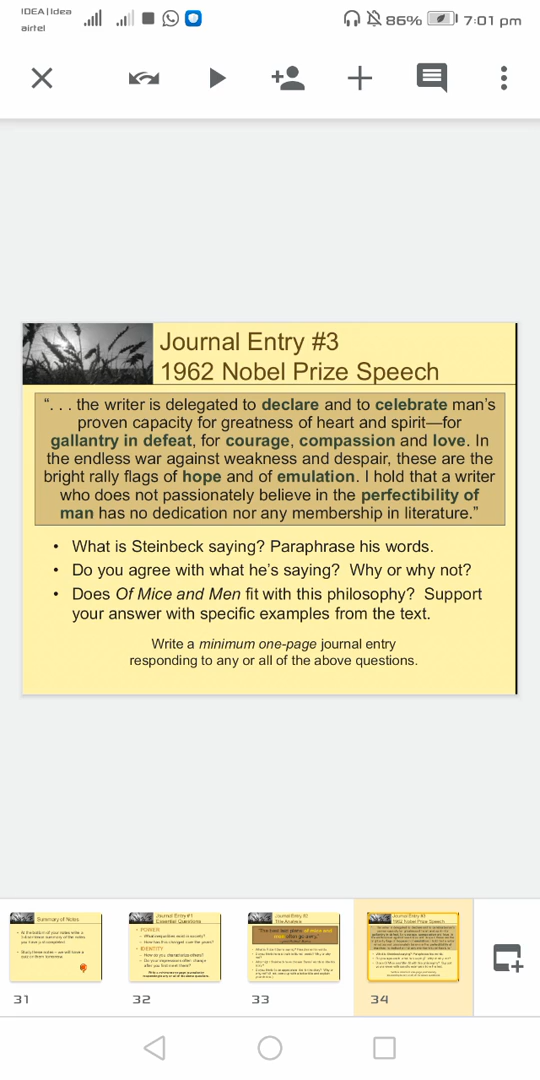 IDEA | Idea
airtel
86%
7:01 pm
Journal Entry #3
1962 Nobel Prize Speech
“. . . the writer is delegated to declare and to celebrate man’s
proven capacity for greatness of heart and spirit—for
gallantry in defeat, for courage, compassion and love. In
the endless war against weakness and despair, these are the
bright rally flags of hope and of emulation. I hold that a writer
who does not passionately believe in the perfectibility of
man has no dedication nor any membership in literature.”
• What is Steinbeck saying? Paraphrase his words.
• Do you agree with what he’s saying? Why or why not?
• Does Of Mice and Men fit with this philosophy? Support
your answer with specific examples from the text.
Write a minimum one-page journal entry
responding to any or all of the above questions.
Summary of Notes
Journal Entry #1
Essential Questions
POWER
IDENTITY
Journal Entry #2
Title Analysis
Journal Entry #3
1962 Nobel Prize Speech
31
32
33
34